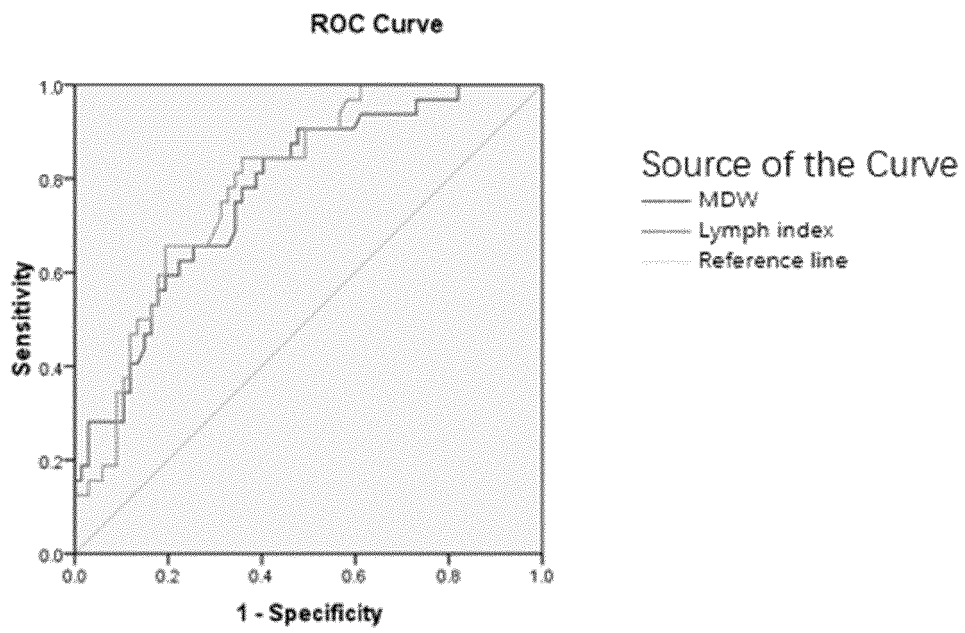 ROC Curve
1.0
0.8
0.6
0.4
0.2
0.0
Sensitivity
0.0 0.2 0.4 0.6 0.8 1.0
1 - Specificity
Source of the Curve
MDW
Lymph index
Reference line